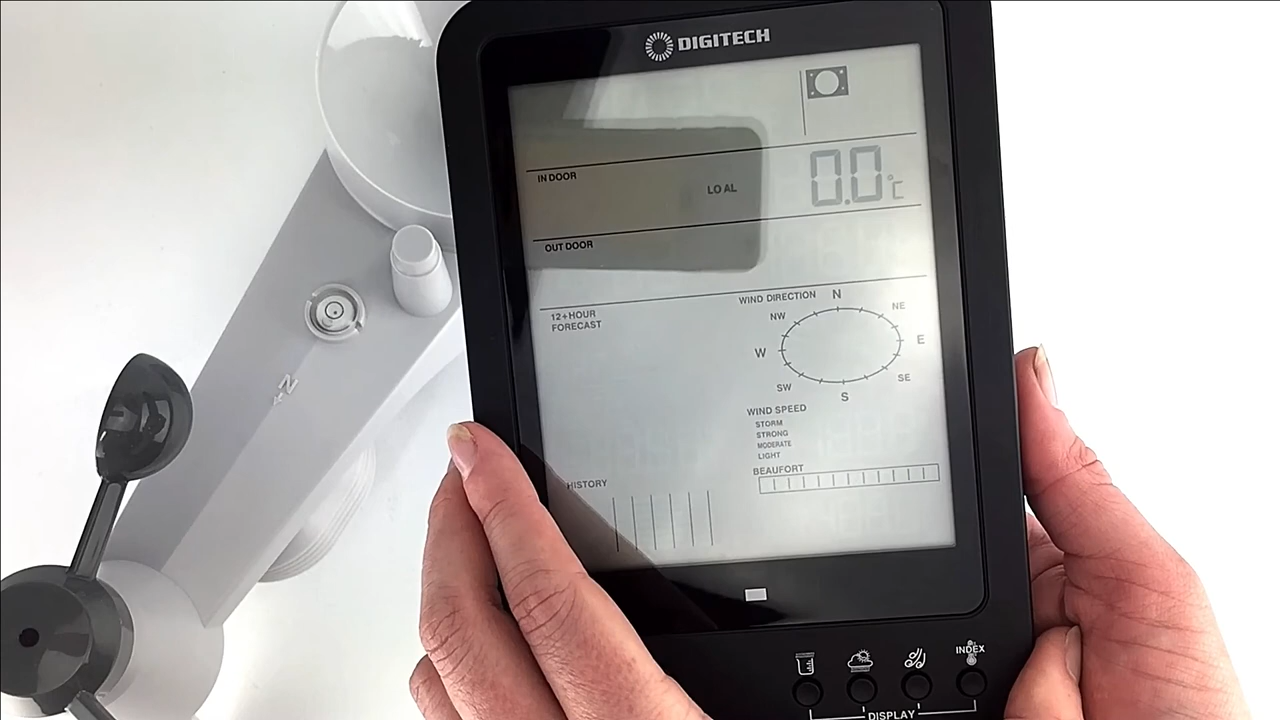 DIGITECH
IN DOOR
LO AL
0.0°C
OUT DOOR
12+HOUR
FORECAST
WIND DIRECTION
N
NE
E
SE
S
SW
W
NW
WIND SPEED
STORM
STRONG
MODERATE
LIGHT
BEAUFORT
HISTORY
INDEX
DISPLAY
N